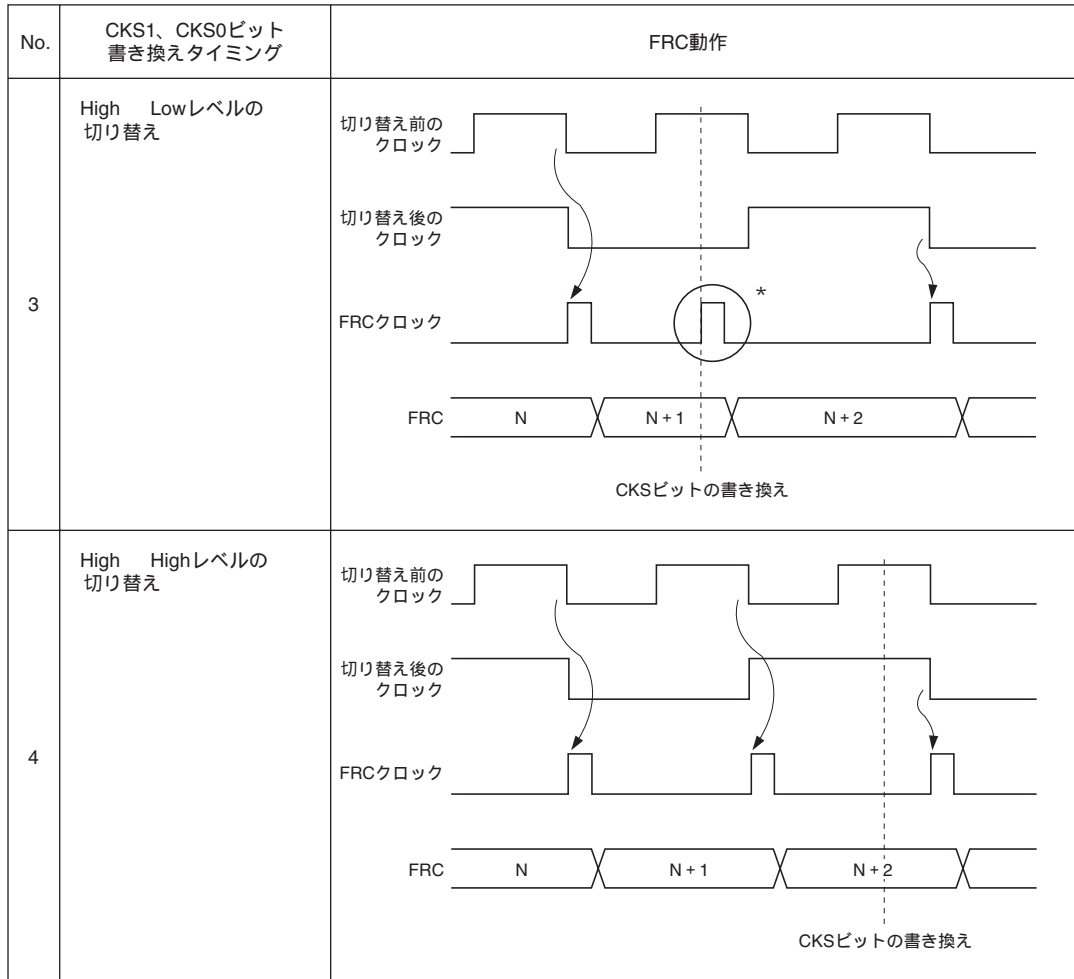 No.
CKS1、CKS0ビット
書き換えタイミング
FRC動作
3
High Lowレベルの
切り替え
切り替え前の
クロック
切り替え後の
クロック
FRCクロック
*
FRC
N
N + 1
N + 2
CKSビットの書き換え
4
High Highレベルの
切り替え
切り替え前の
クロック
切り替え後の
クロック
FRCクロック
FRC
N
N + 1
N + 2
CKSビットの書き換え